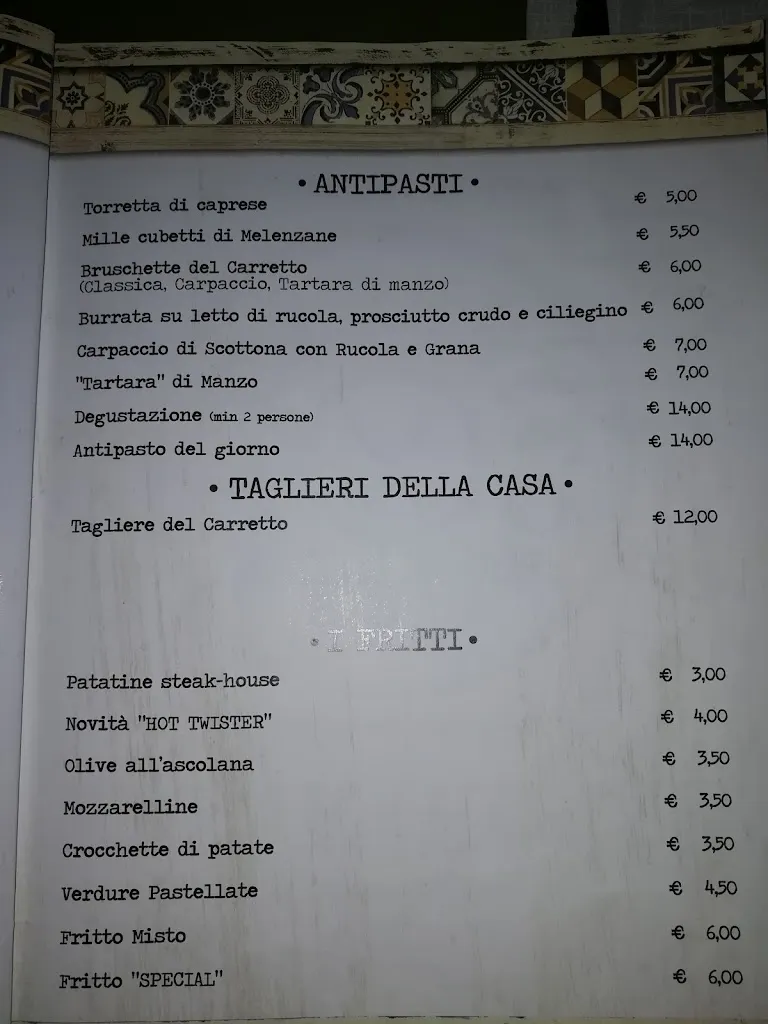 • ANTIPASTI •
Torretta di caprese € 5,00
Mille cubetti di Melenzane € 5,50
Bruschette del Carretto € 6,00
(Classica, Carpaccio, Tartara di manzo)
Burrata su letto di rucola, prosciutto crudo e ciliegino € 6,00
Carpaccio di Scottona con Rucola e Grana € 7,00
"Tartara" di Manzo € 7,00
Degustazione (min 2 persone) € 14,00
Antipasto del giorno € 14,00
• TAGLIERI DELLA CASA •
Tagliere del Carretto € 12,00
• I FRITTI •
Patatine steak-house € 3,00
Novità "HOT TWISTER" € 4,00
Olive all'ascolana € 3,50
Mozzarelline € 3,50
Crocchette di patate € 3,50
Verdure Pastellate € 4,50
Fritto Misto € 6,00
Fritto "SPECIAL" € 6,00